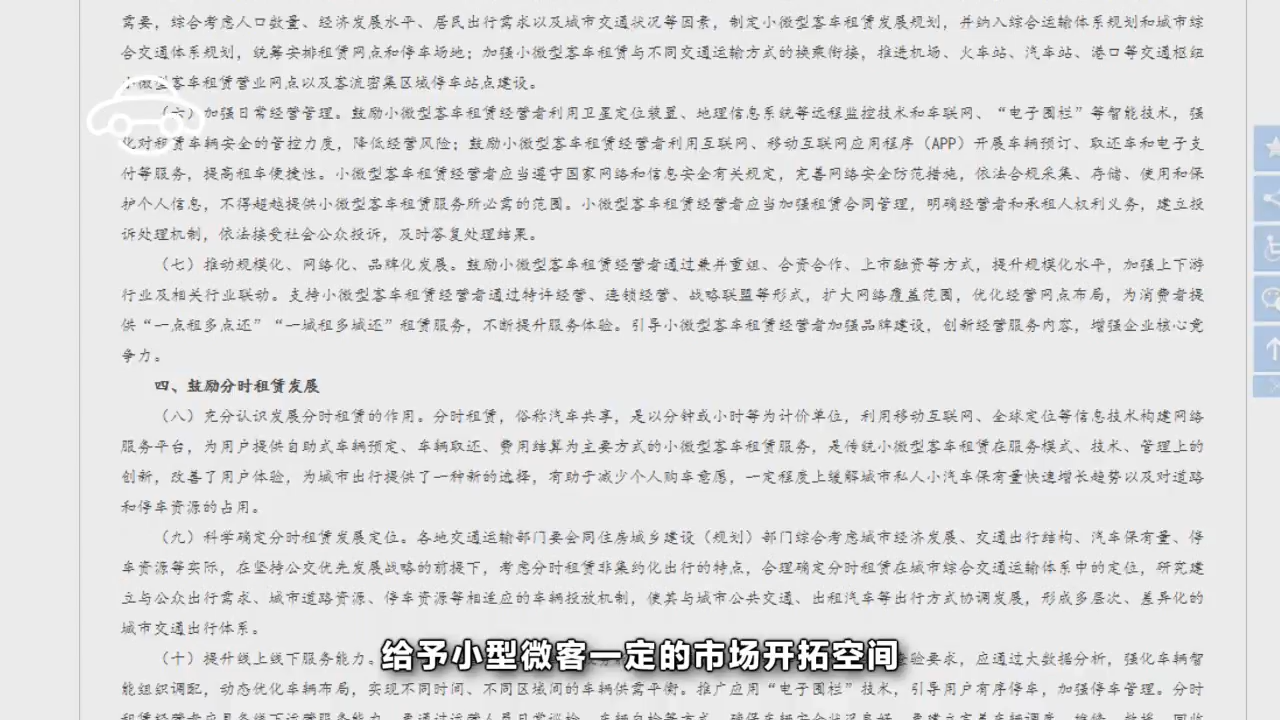 需要，综合考虑人口数量、经济发展水平、居民出行需求以及城市交通状况等因素，制定小微型客车租赁发展规划，并纳入综合运输体系规划和城市综
合交通体系规划，统筹安排租赁网点和停车场地；加强小微型客车租赁与不同交通运输方式的换乘衔接，推进机场、火车站、汽车站、港口等交通枢纽
小微型客车租赁营业网点以及客流密集区域停车站点建设。
（六）加强日常经营管理。鼓励小微型客车租赁经营者利用卫星定位装置、地理信息系统等远程监控技术和车联网、“电子围栏”等智能技术，强
化对租赁车辆安全的管控力度，降低经营风险；鼓励小微型客车租赁经营者利用互联网、移动互联网应用程序（APP）开展车辆预订、取还车和电子支
付等服务，提高租车便捷性。小微型客车租赁经营者应当遵守国家网络和信息安全有关规定，完善网络安全防范措施，依法合规采集、存储、使用和保
护个人信息，不得超越提供小微型客车租赁服务所必需的范围。小微型客车租赁经营者应当加强租赁合同管理，明确经营者和承租人权利义务，建立投
诉处理机制，依法接受社会公众投诉，及时答复处理结果。
（七）推动规模化、网络化、品牌化发展。鼓励小微型客车租赁经营者通过兼并重组、合资合作、上市融资等方式，提升规模化水平，加强上下游
行业及相关行业联动。支持小微型客车租赁经营者通过特许经营、连锁经营、战略联盟等形式，扩大网络覆盖范围，优化经营网点布局，为消费者提
供“一点租多点还”“一城租多城还”租赁服务，不断提升服务体验。引导小微型客车租赁经营者加强品牌建设，创新经营服务内容，增强企业核心竞
争力。
四、鼓励分时租赁发展
（八）充分认识发展分时租赁的作用。分时租赁，俗称汽车共享，是以分钟或小时等为计价单位，利用移动互联网、全球定位等信息技术构建网络
服务平台，为用户提供自助式车辆预定、车辆取还、费用结算为主要方式的小微型客车租赁服务，是传统小微型客车租赁在服务模式、技术、管理上的
创新，改善了用户体验，为城市出行提供了一种新的选择，有助于减少个人购车意愿，一定程度上缓解城市私人小汽车保有量快速增长趋势以及对道路
和停车资源的占用。
（九）科学确定分时租赁发展定位。各地交通运输部门要会同住房城乡建设（规划）部门综合考虑城市经济发展、交通出行结构、汽车保有量、停
车资源等实际，在坚持公交优先发展战略的前提下，考虑分时租赁非集约化出行的特点，合理确定分时租赁在城市综合交通运输体系中的定位，研究建
立与公众出行需求、城市道路资源、停车资源等相适应的车辆投放机制，使其与城市公共交通、出租汽车等出行方式协调发展，形成多层次、差异化的
城市交通出行体系。
（十）提升线上线下服务能力。
验要求，应通过大数据分析，强化车辆智
给予小型微客一定的市场开拓空间
能组织调配，动态优化车辆布局，实现不同时间、不同区域间的车辆供需平衡。推广应用“电子围栏”技术，引导用户有序停车，加强停车管理。分时